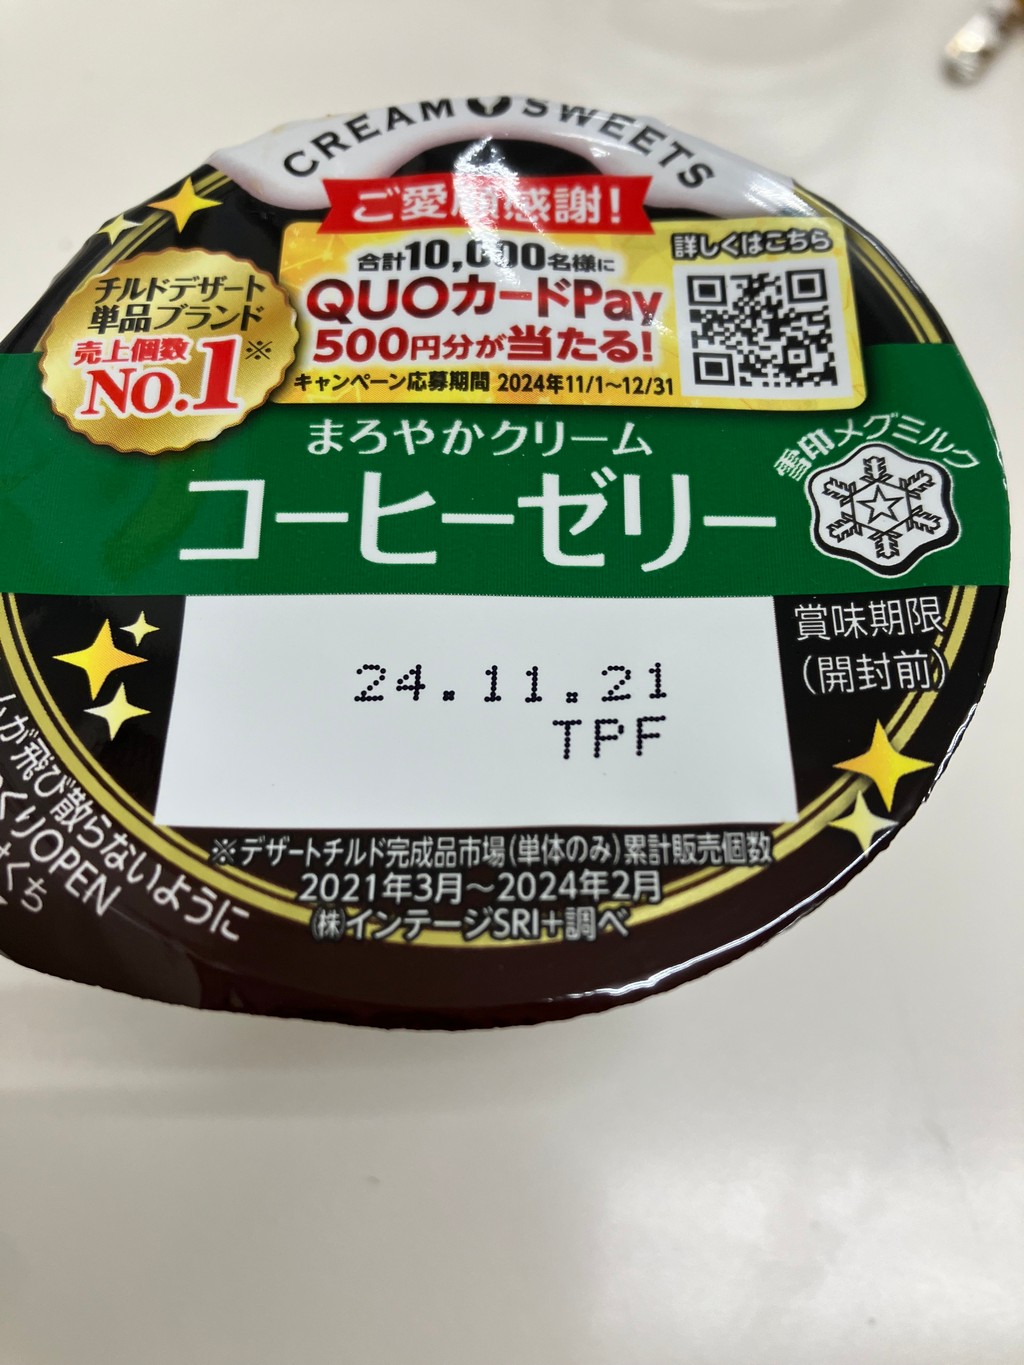 CREAM SWEETS
ご愛顧感謝!
合計10,000名様に
QUOカードPay
500円分が当たる!
キャンペーン応募期間 2024年11/1~12/31
詳しくはこちら
チルドデザート
単品ブランド
売上個数※
No.1
まろやかクリーム
コーヒーゼリー
雪印メグミルク
賞味期限
(開封前)
24.11.21
TPF
※デザートチルド完成品市場(単体のみ)累計販売個数
2021年3月~2024年2月
(株)インテージSRI+調べ
が飛び散らないように
くりOPEN
くち